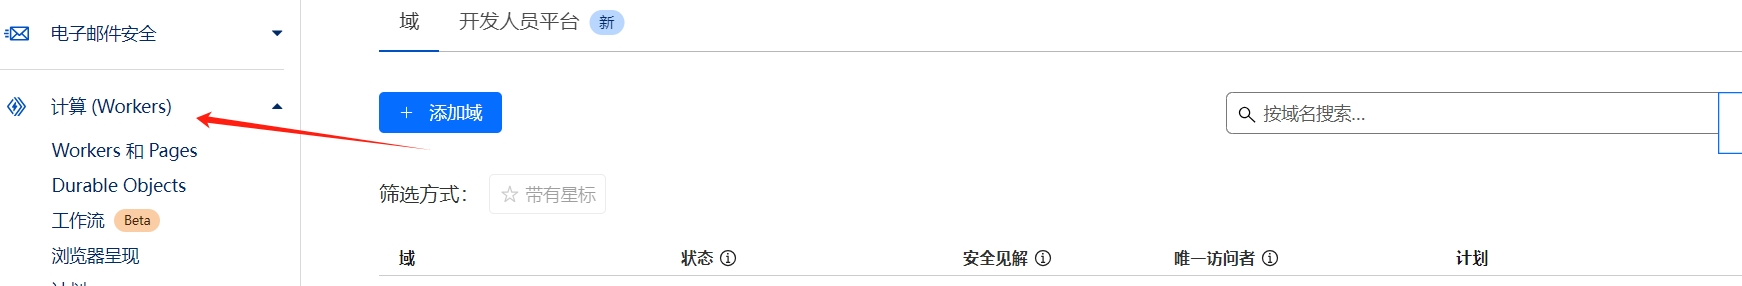 电子邮件安全
计算 (Workers)
Workers 和 Pages
Durable Objects
工作流 Beta
浏览器呈现
域 开发人员平台 新
+ 添加域
按域名搜索...
筛选方式： ☆ 带有星标
域 状态 安全见解 唯一访问者 计划